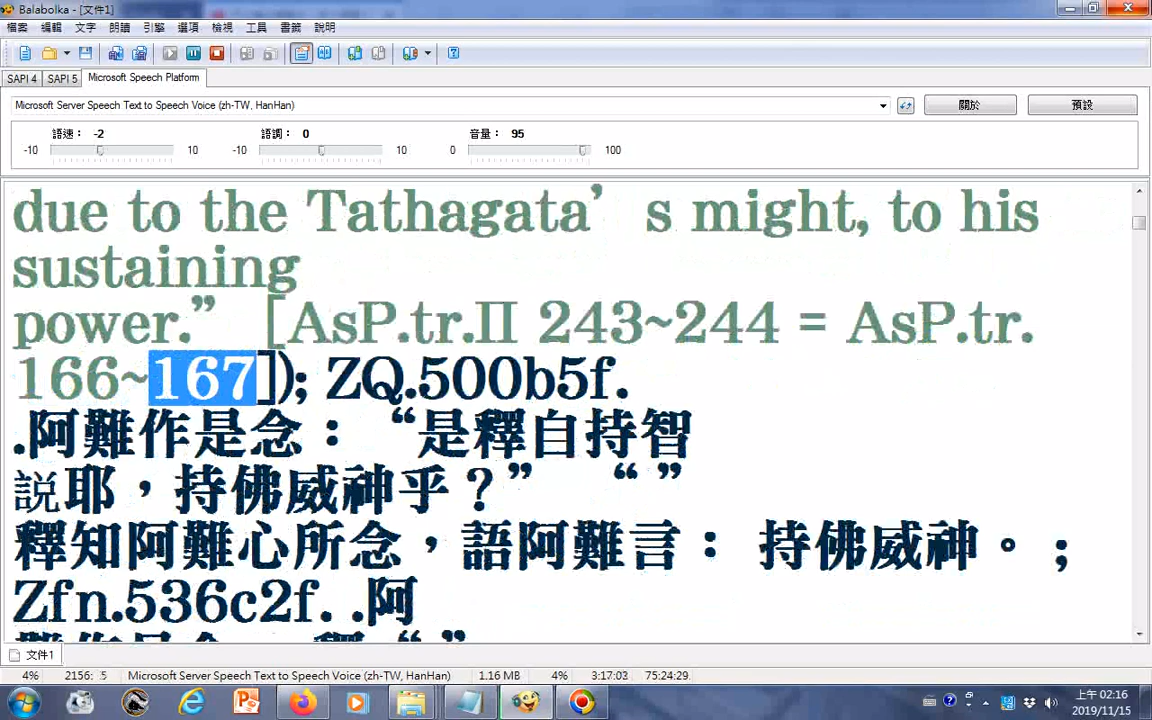 Balabolka - [文件1]
檔案 編輯 文字 朗讀 引擎 選項 檢視 工具 書籤 說明
SAPI 4 SAPI 5 Microsoft Speech Platform
Microsoft Server Speech Text to Speech Voice (zh-TW, HanHan) 關於 預設
語速： -2 語調： 0 音量： 95
-10 10 -10 10 0 100
due to the Tathagata’ s might, to his
sustaining
power.” [AsP.tr.Π 243~244 = AsP.tr.
166~167]); ZQ.500b5f.
.阿難作是念：“是釋自持智
説耶，持佛威神乎？” “ ”
釋知阿難心所念，語阿難言： 持佛威神。 ;
Zfn.536c2f. .阿
難作是念 釋 “ ”
文件1
4% 2156: 5 Microsoft Server Speech Text to Speech Voice (zh-TW, HanHan) 1.16 MB 4% 3:17:03 75:24:29
上午 02:16
2019/11/15